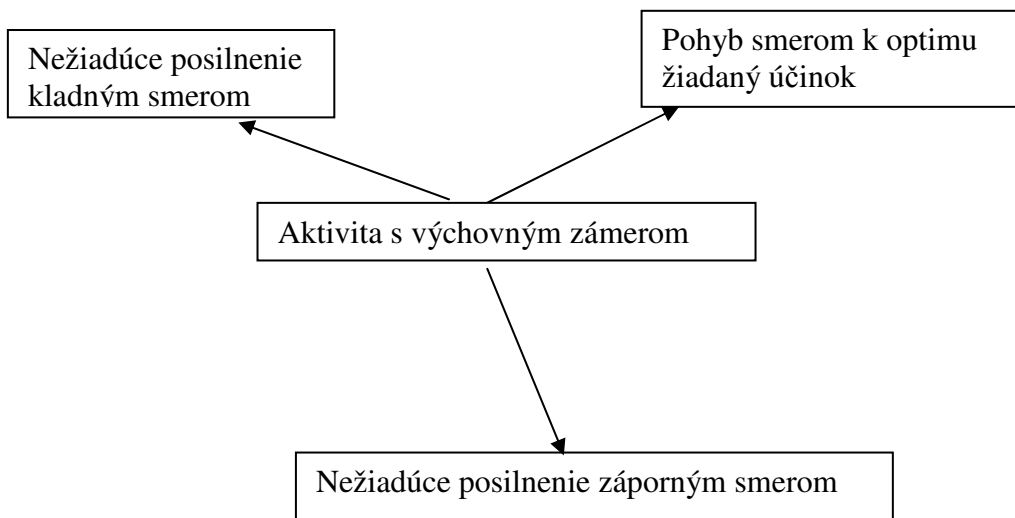 Nežiadúce posilnenie
kladným smerom
Pohyb smerom k optimu
žiadaný účinok
Aktivita s výchovným zámerom
Nežiadúce posilnenie záporným smerom